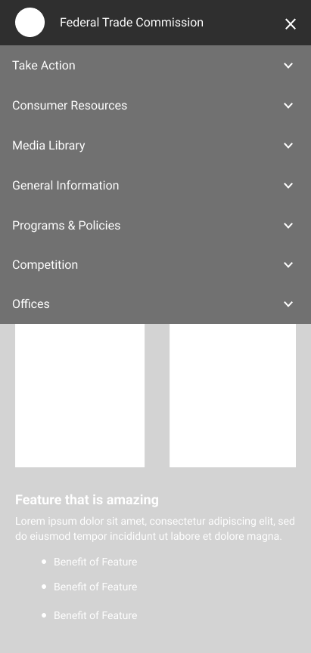 Federal Trade Commission
Take Action
Consumer Resources
Media Library
General Information
Programs & Policies
Competition
Offices
Feature that is amazing
Lorem ipsum dolor sit amet, consectetur adipiscing elit, sed
do eiusmod tempor incididunt ut labore et dolore magna.
Benefit of Feature
Benefit of Feature
Benefit of Feature